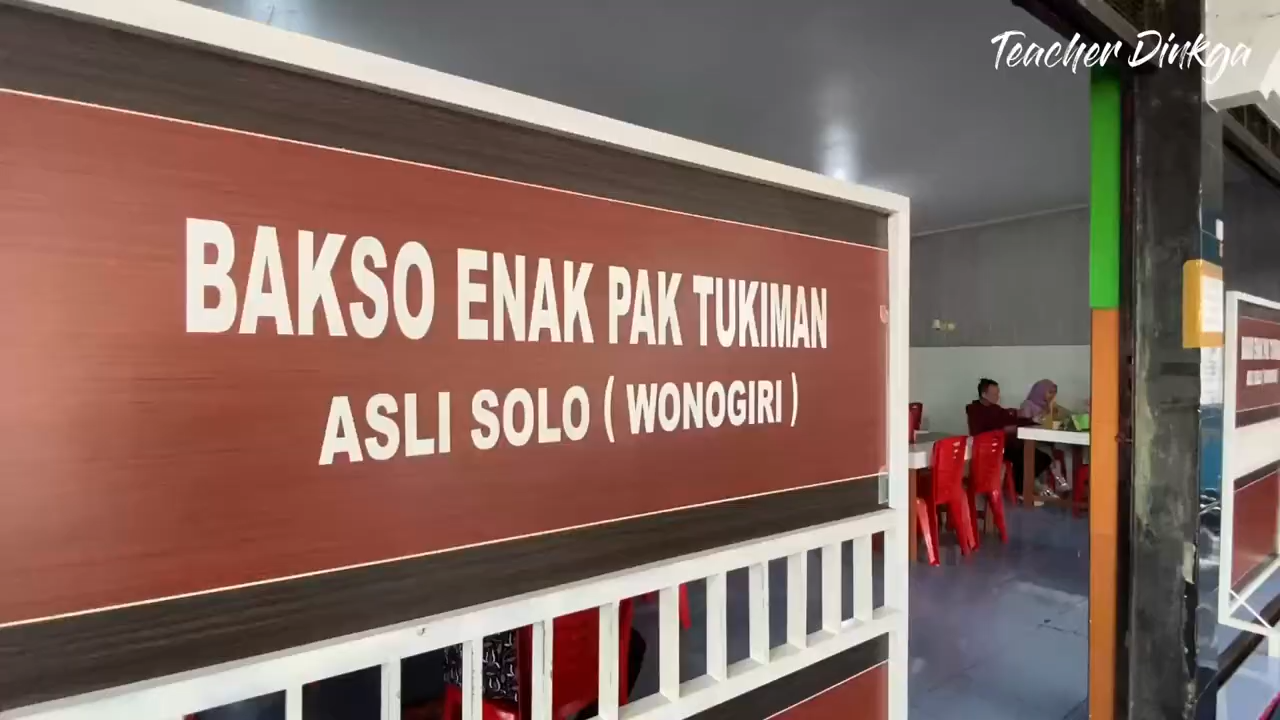 Teacher Dinkga
BAKSO ENAK PAK TUKIMAN
ASLI SOLO ( WONOGIRI )